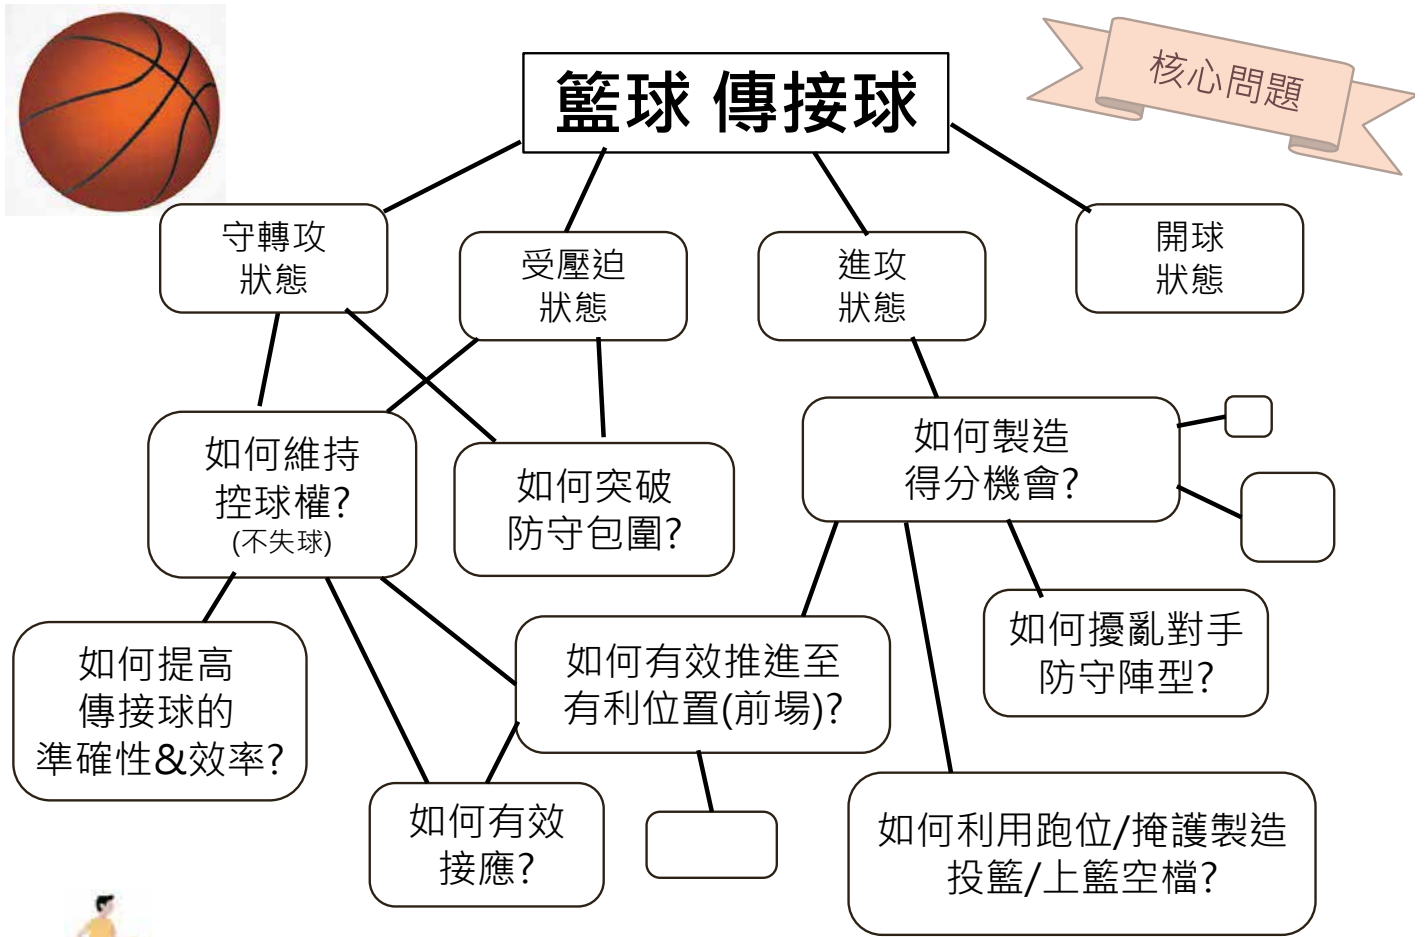 籃球 傳接球
核心問題
守轉攻
狀態
受壓迫
狀態
進攻
狀態
開球
狀態
如何維持
控球權?
(不失球)
如何突破
防守包圍?
如何製造
得分機會?
如何提高
傳接球的
準確性&效率?
如何有效推進至
有利位置(前場)?
如何擾亂對手
防守陣型?
如何有效
接應?
如何利用跑位/掩護製造
投籃/上籃空檔?